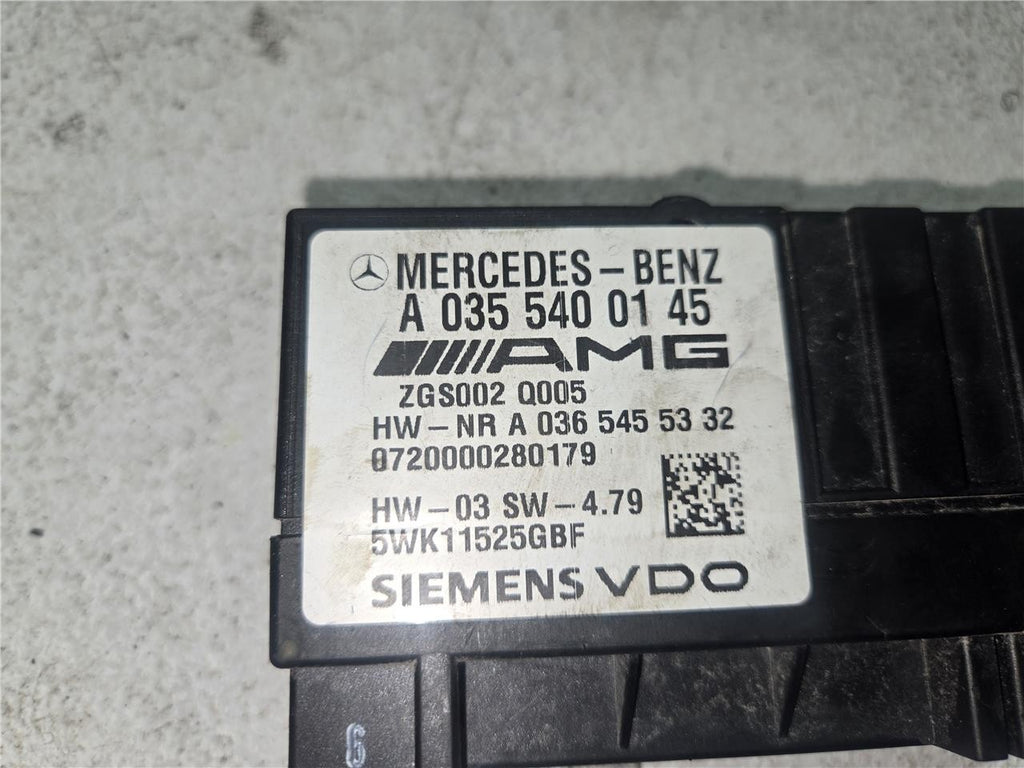 MERCEDES-BENZ
A 035 540 01 45
AMG
ZGS002 Q005
HW-NR A 036 545 53 32
0720000280179
HW-03 SW-4.79
5WK11525GBF
SIEMENS VDO
G